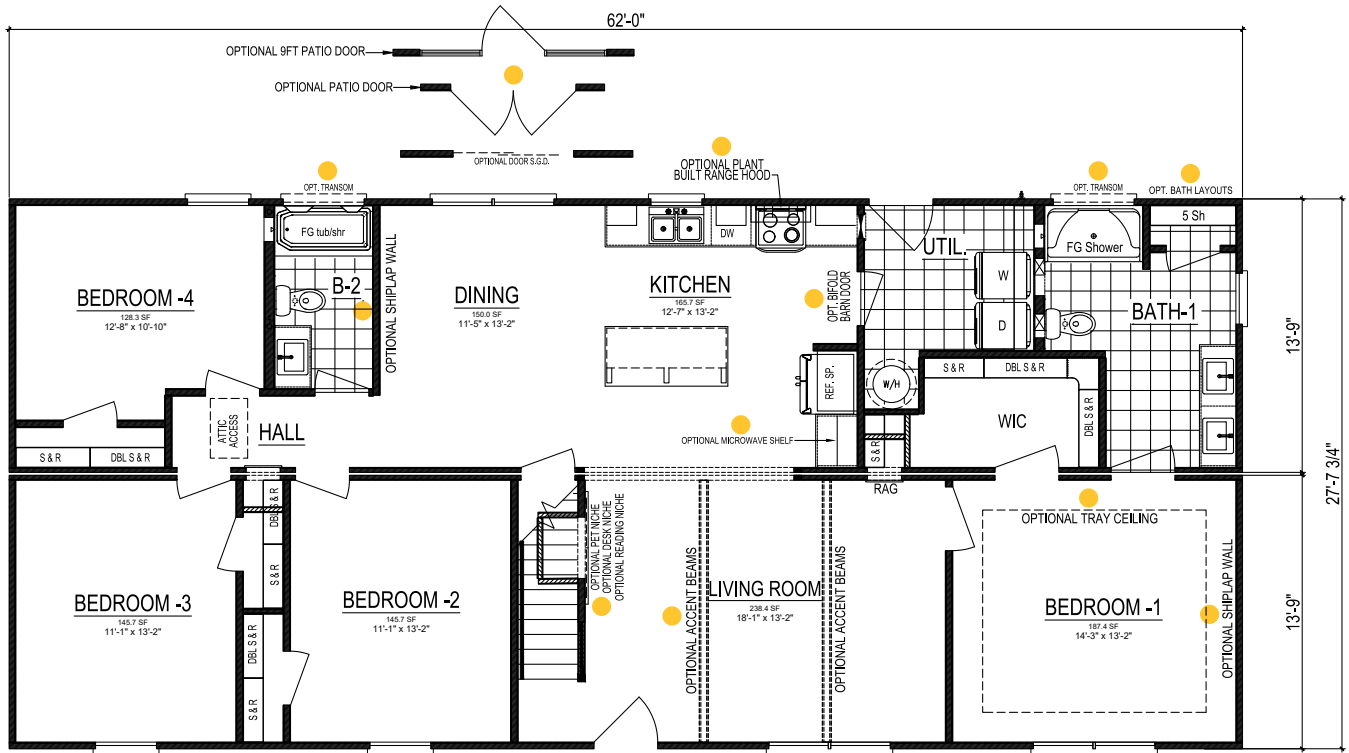 62'-0"
OPTIONAL 9FT PATIO DOOR
OPTIONAL PATIO DOOR
OPTIONAL DOOR S.G.D.
OPTIONAL PLANT
BUILT RANGE HOOD
OPT. TRANSOM
OPT. TRANSOM
OPT. BATH LAYOUTS
5 Sh
FG tub/shr
DW
UTIL.
FG Shower
BEDROOM -4
128.3 SF
12'-8" x 10'-10"
B-2
OPTIONAL SHIPLAP WALL
DINING
150.0 SF
11'-5" x 13'-2"
KITCHEN
165.7 SF
12'-7" x 13'-2"
OPT. BIFOLD
BARN DOOR
W
D
BATH-1
13'-9"
REF. SP.
W/H
S & R
DBL S & R
DBL S & R
WIC
ATTIC
ACCESS
HALL
OPTIONAL MICROWAVE SHELF
S & R
S & R
DBL S & R
RAG
27'-7 3/4"
DBL S & R
S & R
DBL S & R
S & R
BEDROOM -3
145.7 SF
11'-1" x 13'-2"
BEDROOM -2
145.7 SF
11'-1" x 13'-2"
OPTIONAL PET NICHE
OPTIONAL DESK NICHE
OPTIONAL READING NICHE
OPTIONAL ACCENT BEAMS
LIVING ROOM
238.4 SF
18'-1" x 13'-2"
OPTIONAL ACCENT BEAMS
OPTIONAL TRAY CEILING
BEDROOM -1
187.4 SF
14'-3" x 13'-2"
OPTIONAL SHIPLAP WALL
13'-9"